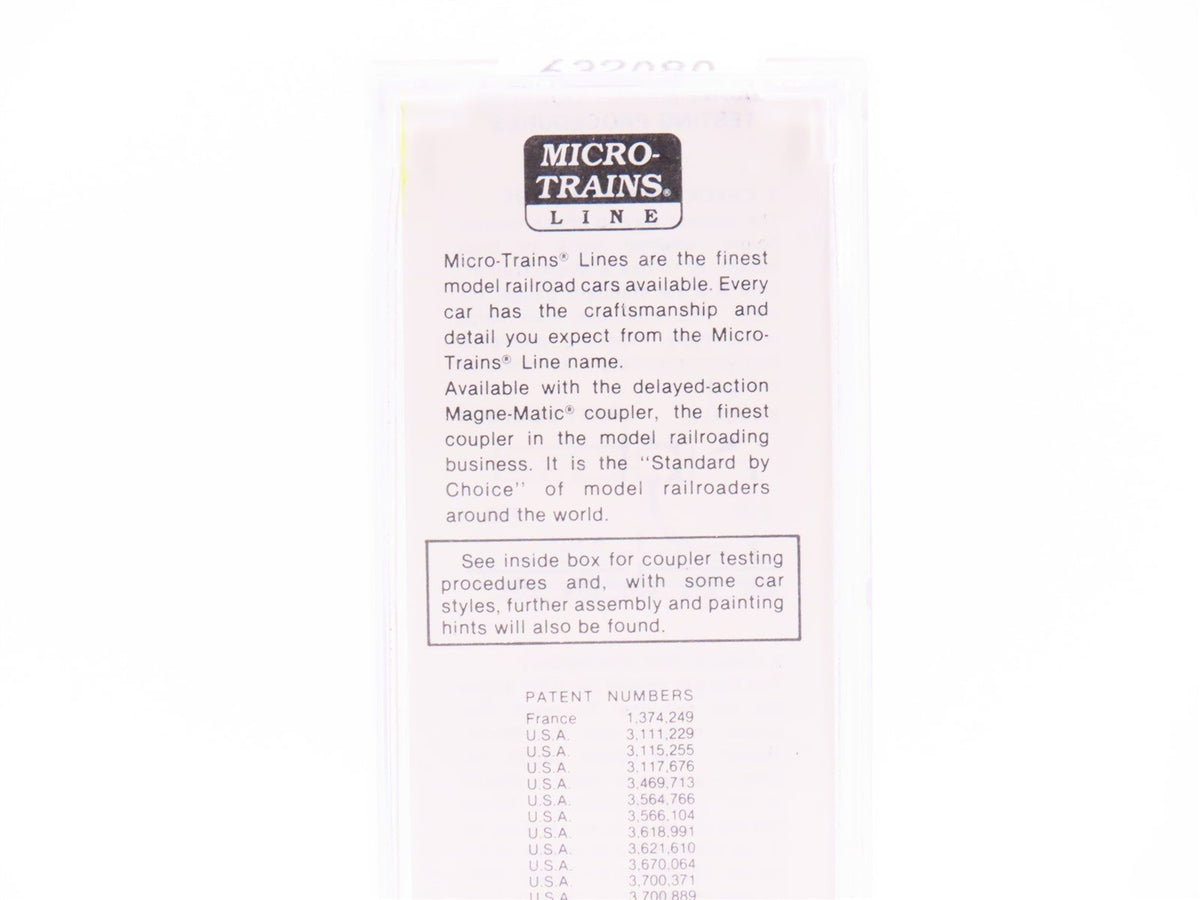 MICRO-
TRAINS®
LINE
Micro-Trains® Lines are the finest
model railroad cars available. Every
car has the craftsmanship and
detail you expect from the Micro-
Trains® Line name.
Available with the delayed-action
Magne-Matic® coupler, the finest
coupler in the model railroading
business. It is the “Standard by
Choice” of model railroaders
around the world.
See inside box for coupler testing
procedures and, with some car
styles, further assembly and painting
hints will also be found.
PATENT NUMBERS
France 1,374,249
U.S.A. 3,111,229
U.S.A. 3,115,255
U.S.A. 3,117,676
U.S.A. 3,469,713
U.S.A. 3,564,766
U.S.A. 3,566,104
U.S.A. 3,618,991
U.S.A. 3,621,610
U.S.A. 3,670,064
U.S.A. 3,700,371
U.S.A. 3,700,889